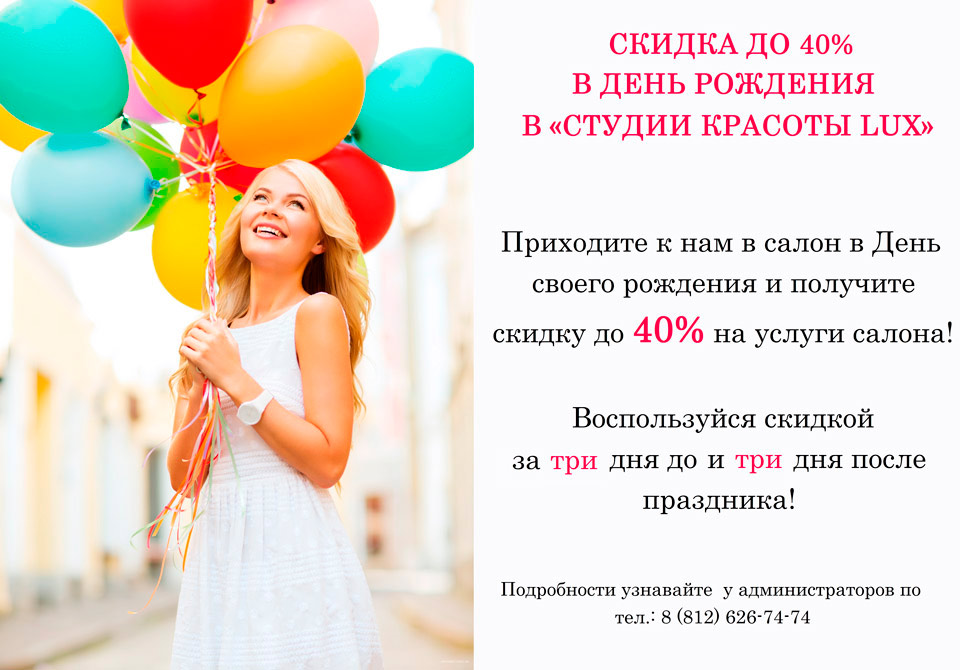 СКИДКА ДО 40%
В ДЕНЬ РОЖДЕНИЯ
В «СТУДИИ КРАСОТЫ LUX»
Приходите к нам в салон в День
своего рождения и получите
скидку до 40% на услуги салона!
Воспользуйся скидкой
за три дня до и три дня после
праздника!
Подробности узнавайте у администраторов по
тел.: 8 (812) 626-74-74